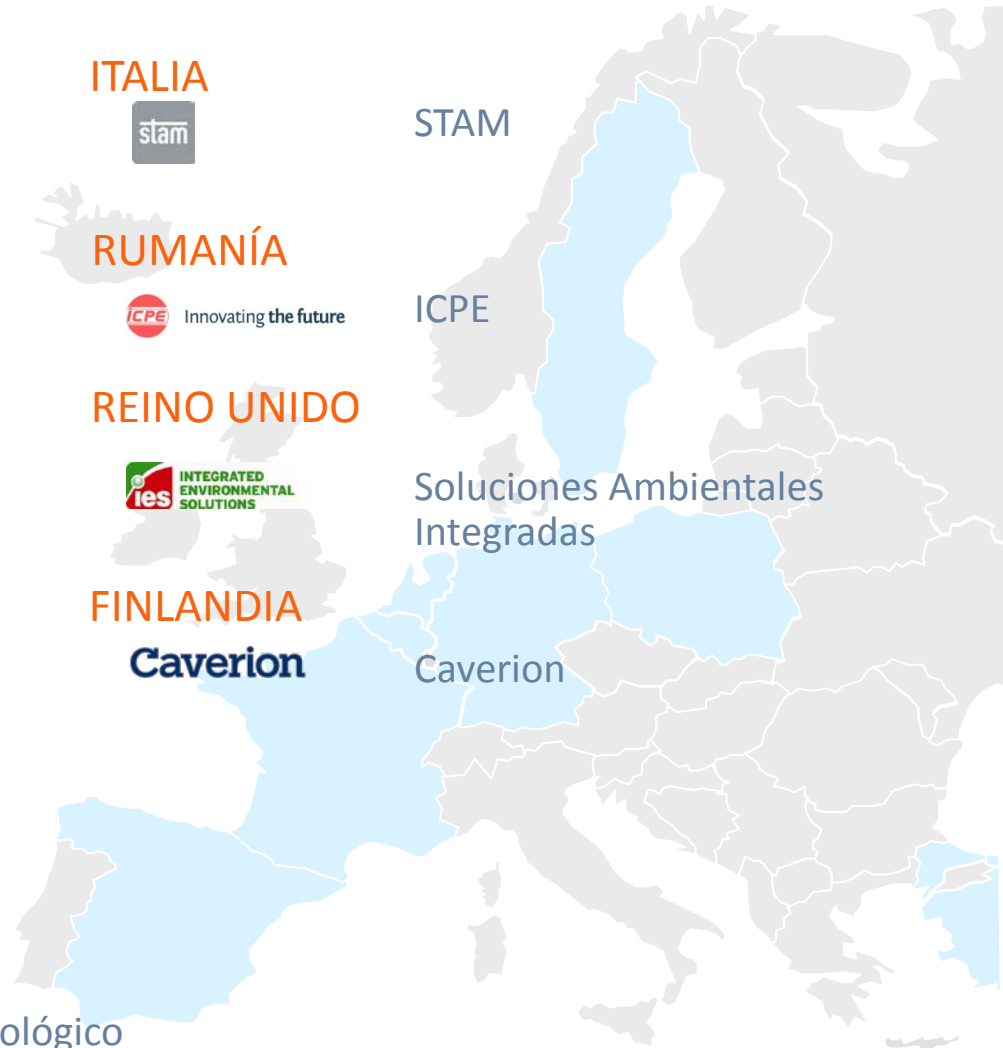 ITALIA
stam
STAM
RUMANÍA
ICPE Innovating the future
ICPE
REINO UNIDO
ies INTEGRATED
ENVIRONMENTAL
SOLUTIONS
Soluciones Ambientales
Integradas
FINLANDIA
Caverion
Caverion
ológico